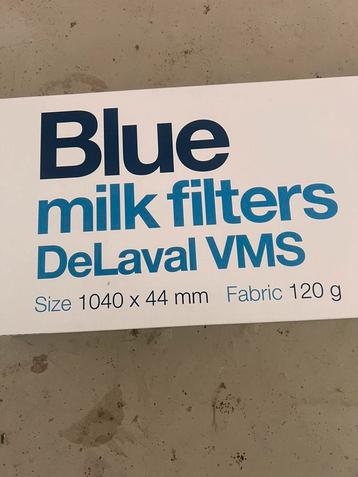 Blue
milk filters
DeLaval VMS
Size 1040 x 44 mm Fabric 120 g